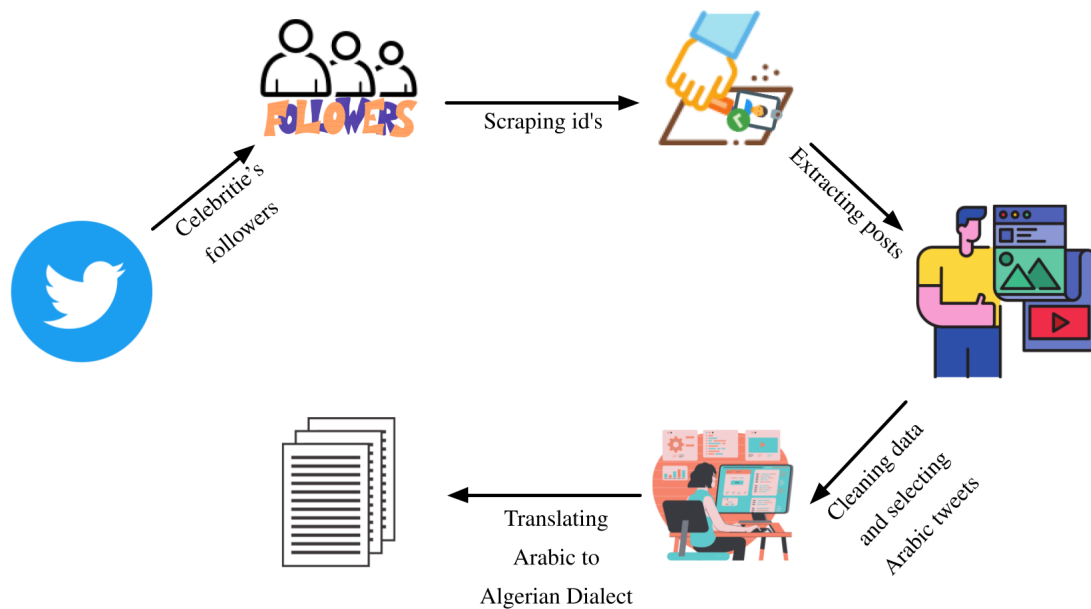 FOLLOWERS
Scraping id's
Celebritie's
followers
Extracting posts
Cleaning data
and selecting
Arabic tweets
Translating
Arabic to
Algerian Dialect